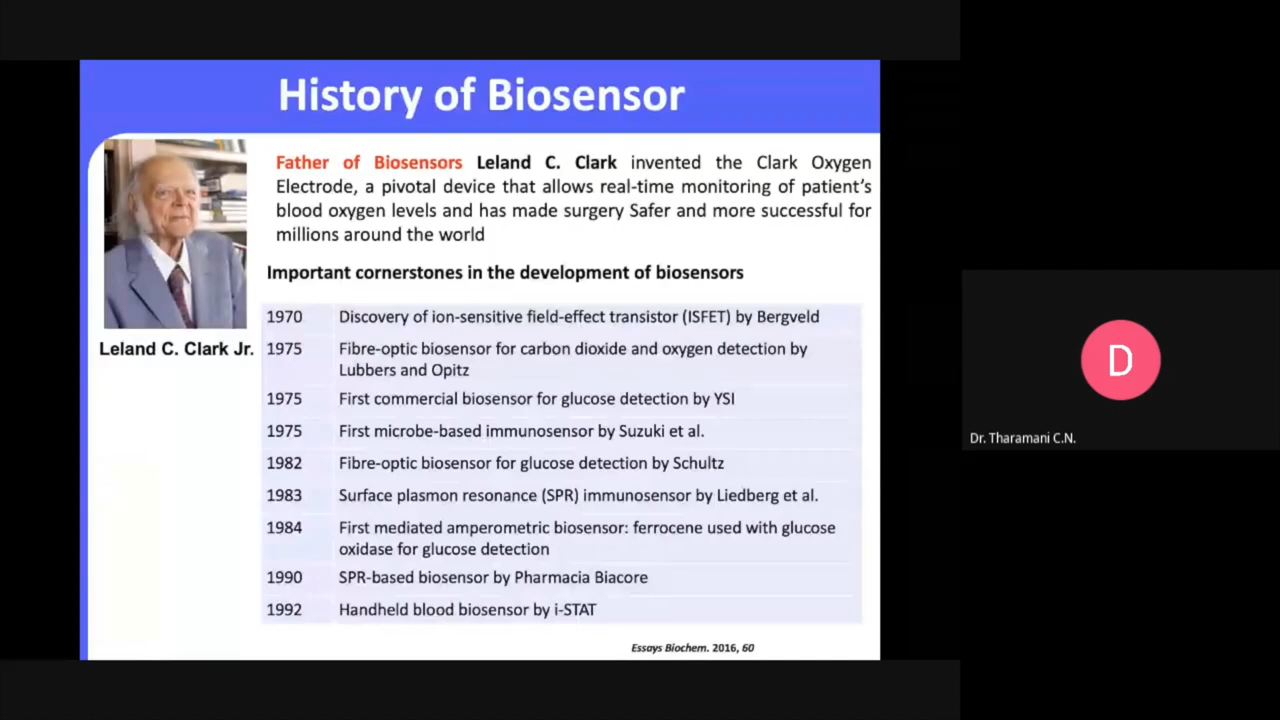 History of Biosensor
Father of Biosensors Leland C. Clark invented the Clark Oxygen
Electrode, a pivotal device that allows real-time monitoring of patient's
blood oxygen levels and has made surgery Safer and more successful for
millions around the world
Important cornerstones in the development of biosensors
Leland C. Clark Jr.
1970 Discovery of ion-sensitive field-effect transistor (ISFET) by Bergveld
1975 Fibre-optic biosensor for carbon dioxide and oxygen detection by
Lubbers and Opitz
1975 First commercial biosensor for glucose detection by YSI
1975 First microbe-based immunosensor by Suzuki et al.
1982 Fibre-optic biosensor for glucose detection by Schultz
1983 Surface plasmon resonance (SPR) immunosensor by Liedberg et al.
1984 First mediated amperometric biosensor: ferrocene used with glucose
oxidase for glucose detection
1990 SPR-based biosensor by Pharmacia Biacore
1992 Handheld blood biosensor by i-STAT
Essays Biochem. 2016, 60
D
Dr. Tharamani C.N.